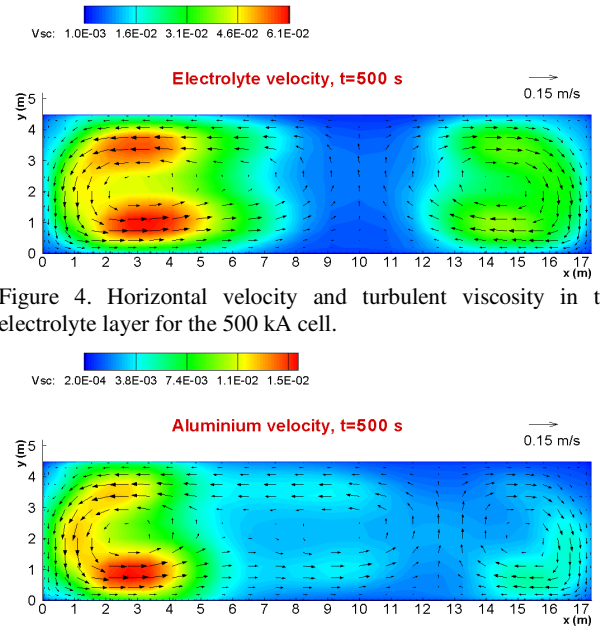 Vsc: 1.0E-03 1.6E-02 3.1E-02 4.6E-02 6.1E-02
Electrolyte velocity, t=500 s
0.15 m/s
y (m)
5
4
3
2
1
0
0 1 2 3 4 5 6 7 8 9 10 11 12 13 14 15 16 17
x (m)
Figure 4. Horizontal velocity and turbulent viscosity in t
electrolyte layer for the 500 kA cell.
Vsc: 2.0E-04 3.8E-03 7.4E-03 1.1E-02 1.5E-02
Aluminium velocity, t=500 s
0.15 m/s
y (m)
5
4
3
2
1
0
0 1 2 3 4 5 6 7 8 9 10 11 12 13 14 15 16 17
x (m)